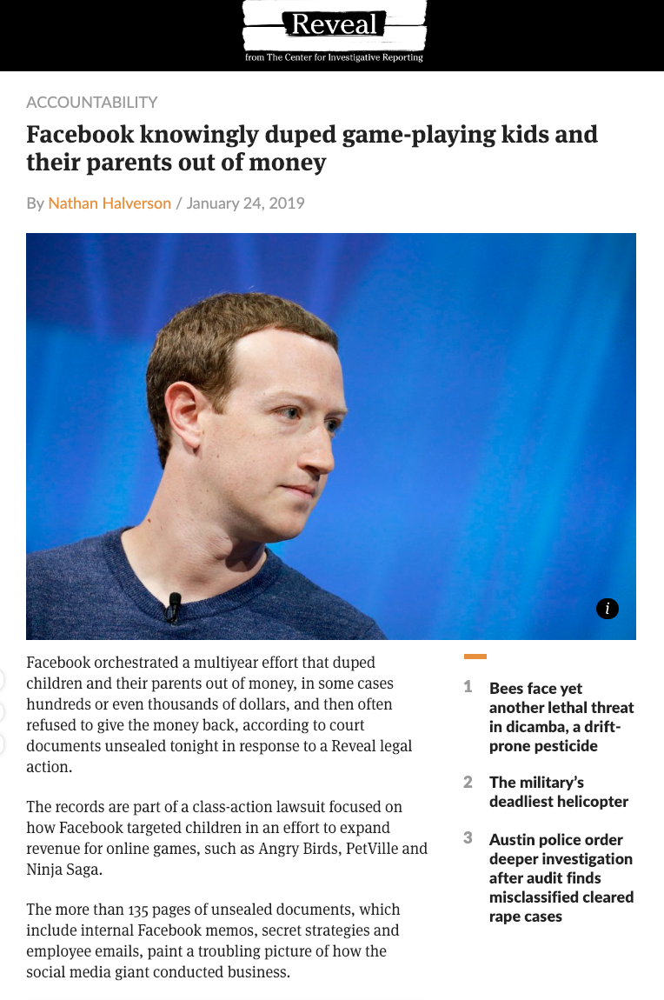 Reveal
from The Center for Investigative Reporting
ACCOUNTABILITY
Facebook knowingly duped game-playing kids and
their parents out of money
By Nathan Halverson / January 24, 2019
i
Facebook orchestrated a multiyear effort that duped
children and their parents out of money, in some cases
hundreds or even thousands of dollars, and then often
refused to give the money back, according to court
documents unsealed tonight in response to a Reveal legal
action.
The records are part of a class-action lawsuit focused on
how Facebook targeted children in an effort to expand
revenue for online games, such as Angry Birds, PetVille and
Ninja Saga.
The more than 135 pages of unsealed documents, which
include internal Facebook memos, secret strategies and
employee emails, paint a troubling picture of how the
social media giant conducted business.
1 Bees face yet
another lethal threat
in dicamba, a drift-
prone pesticide
2 The military’s
deadliest helicopter
3 Austin police order
deeper investigation
after audit finds
misclassified cleared
rape cases